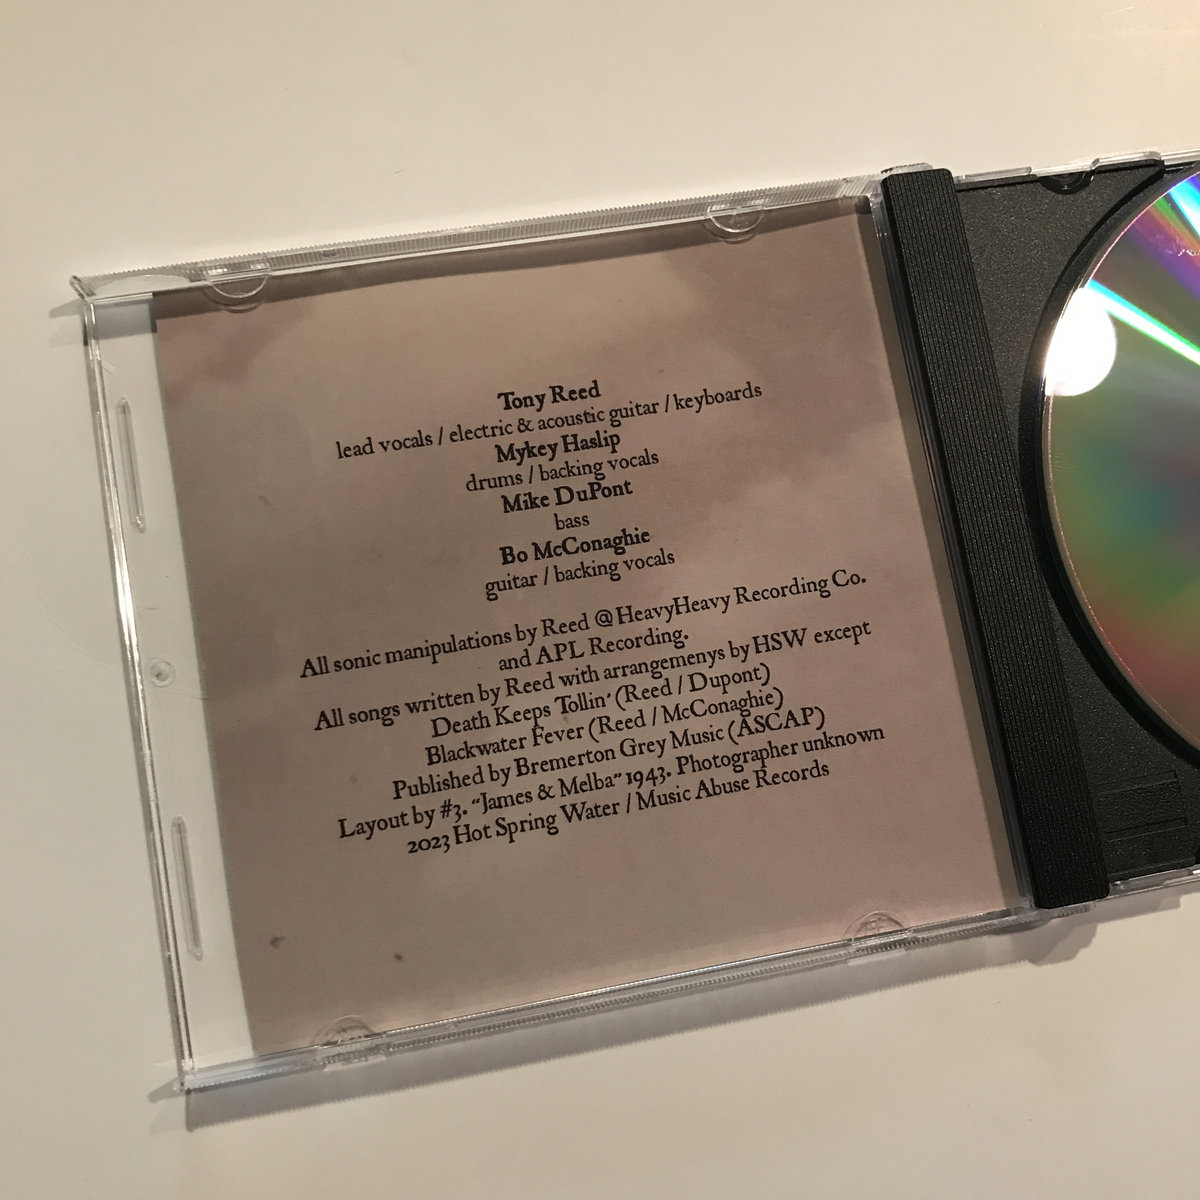 Tony Reed
lead vocals / electric & acoustic guitar / keyboards
Mykey Haslip
drums / backing vocals
Mike DuPont
bass
Bo McConaghie
guitar / backing vocals
All sonic manipulations by Reed @HeavyHeavy Recording Co.
and APL Recording.
All songs written by Reed with arrangemenys by HSW except
Death Keeps Tollin' (Reed / Dupont)
Blackwater Fever (Reed / McConaghie)
Published by Bremerton Grey Music (ASCAP)
Layout by #3. "James & Melba" 1943. Photographer unknown
2023 Hot Spring Water / Music Abuse Records